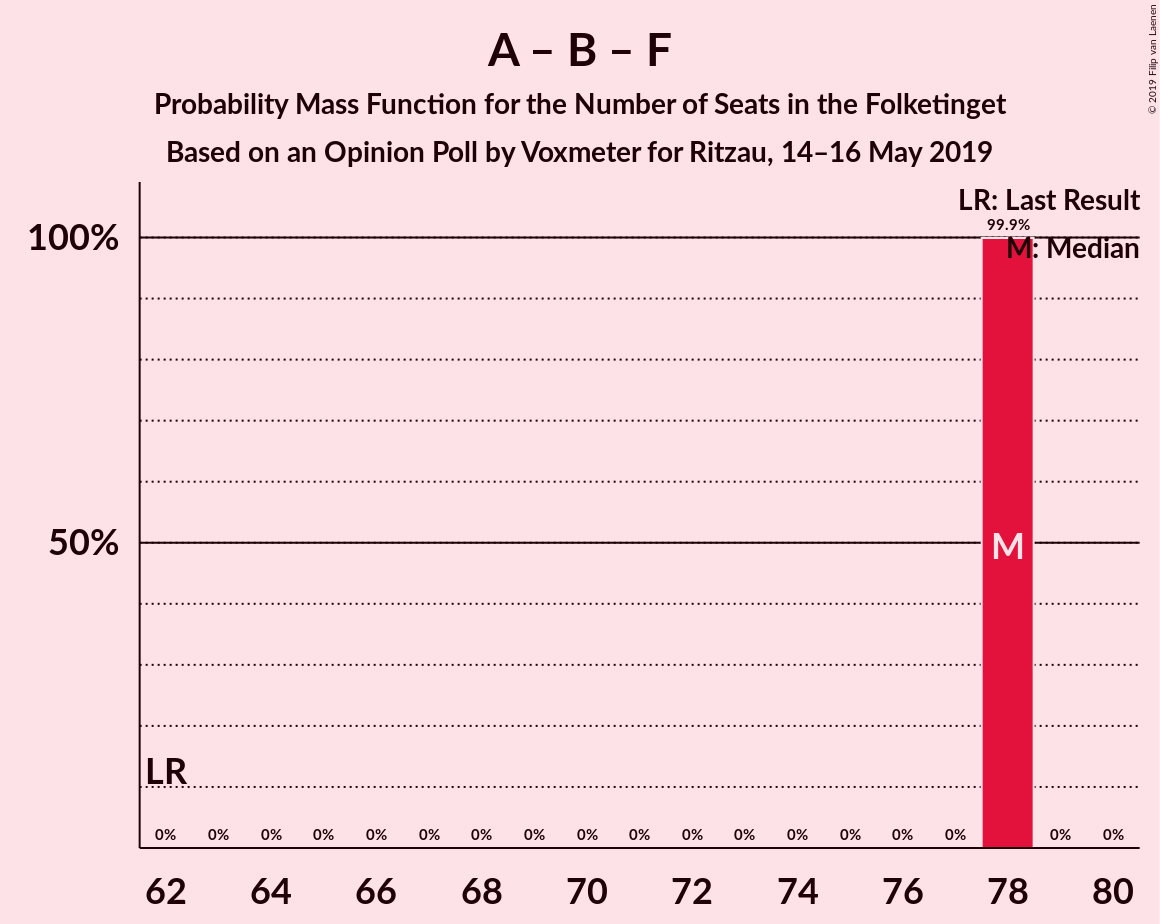 A – B – F
Probability Mass Function for the Number of Seats in the Folketinget
Based on an Opinion Poll by Voxmeter for Ritzau, 14–16 May 2019
© 2019 Filip van Laenen
LR: Last Result
99.9%
100%
M: Median
50%
M
LR
0% 0% 0% 0% 0% 0% 0% 0% 0% 0% 0% 0% 0% 0% 0% 0% 0% 0%
62 64 66 68 70 72 74 76 78 80